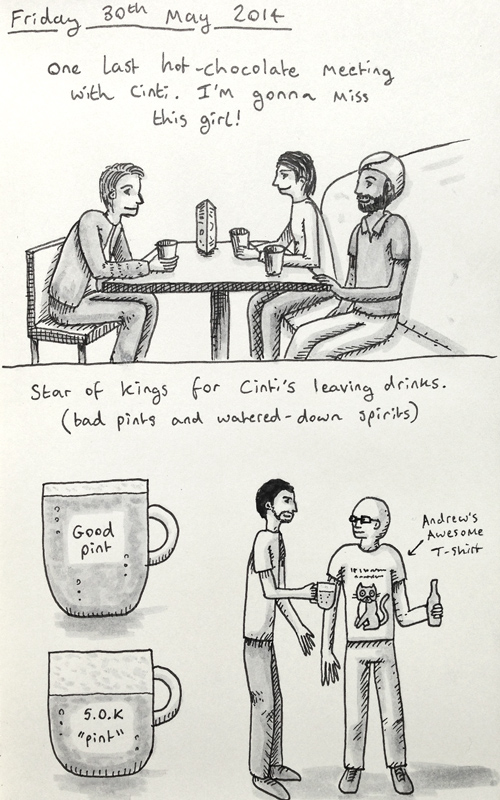 Friday 30th May 2014
One last hot-chocolate meeting
with Cinti. I'm gonna miss
this girl!
Star of Kings for Cinti's leaving drinks.
(bad pints and watered-down spirits)
Good
pint
Andrew's
Awesome
T-shirt
S.O.K
"pint"